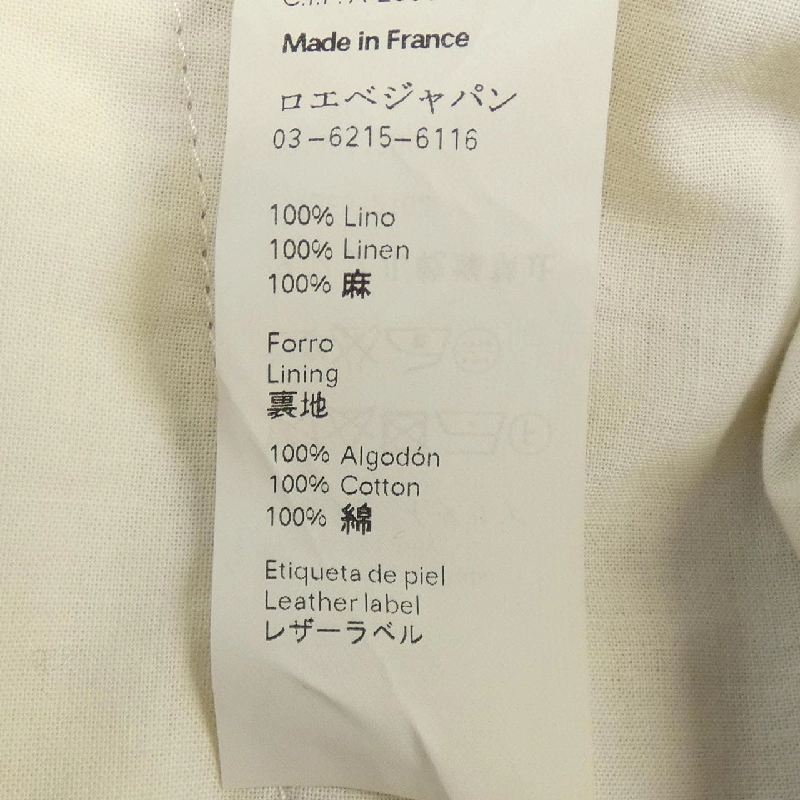 Made in France
ロエベジャパン
03-6215-6116
100% Lino
100% Linen
100% 麻
Forro
Lining
裏地
100% Algodón
100% Cotton
100% 綿
Etiqueta de piel
Leather label
レザーラベル